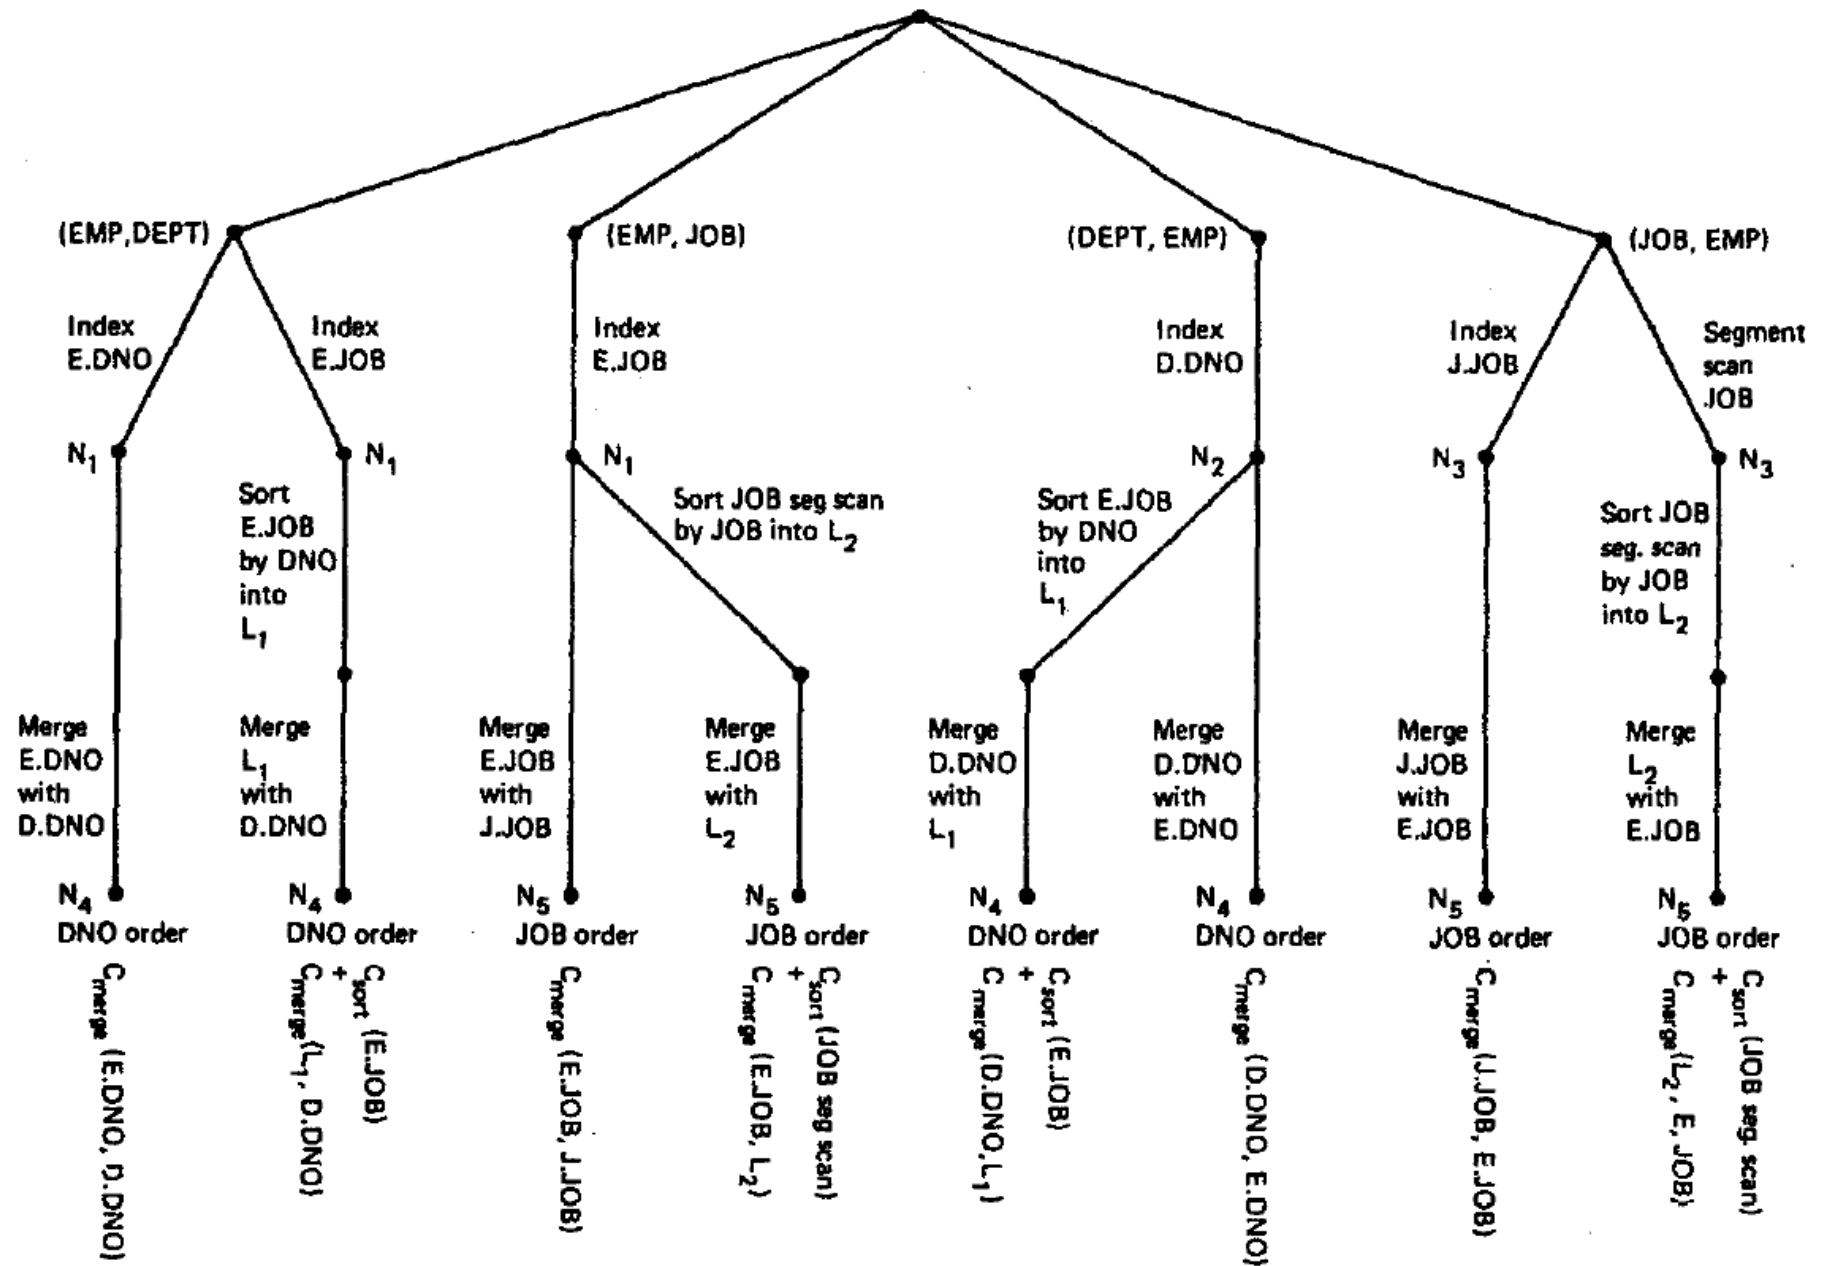 (EMP,DEPT)
(EMP, JOB)
(DEPT, EMP)
(JOB, EMP)
Index
E.DNO
Index
E.JOB
Index
E.JOB
Index
D.DNO
Index
J.JOB
Segment
scan
JOB
N1
N1
N1
N2
N3
N3
Sort
E.JOB
by DNO
into
L1
Sort JOB seg scan
by JOB into L2
Sort E.JOB
by DNO
into
L1
Sort JOB
seg. scan
by JOB
into L2
Merge
E.DNO
with
D.DNO
Merge
L1
with
D.DNO
Merge
E.JOB
with
J.JOB
Merge
E.JOB
with
L2
Merge
D.DNO
with
L1
Merge
D.DNO
with
E.DNO
Merge
J.JOB
with
E.JOB
Merge
L2
with
E.JOB
N4
DNO order
N4
DNO order
N5
JOB order
N5
JOB order
N4
DNO order
N4
DNO order
N5
JOB order
N5
JOB order
Cmerge (E.DNO, D.DNO)
Csort (E.JOB)
+
Cmerge (L1, D.DNO)
Cmerge (E.JOB, J.JOB)
Csort (JOB seg scan)
+
Cmerge (E.JOB, L2)
Csort (E.JOB)
+
Cmerge (D.DNO, L1)
Cmerge (D.DNO, E.DNO)
Cmerge (J.JOB, E.JOB)
Csort (JOB seg. scan)
+
Cmerge (L2, E, JOB)